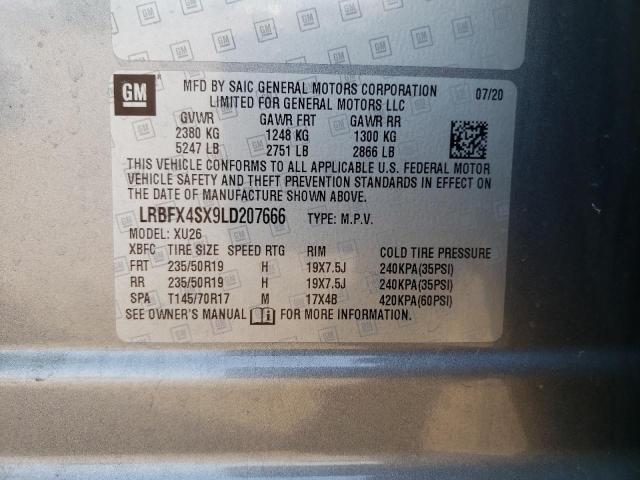 GM
MFD BY SAIC GENERAL MOTORS CORPORATION 07/20
LIMITED FOR GENERAL MOTORS LLC
GVWR GAWR FRT GAWR RR
2380 KG 1248 KG 1300 KG
5247 LB 2751 LB 2866 LB
THIS VEHICLE CONFORMS TO ALL APPLICABLE U.S. FEDERAL MOTOR
VEHICLE SAFETY AND THEFT PREVENTION STANDARDS IN EFFECT ON
THE DATE OF MANUFACTURE SHOWN ABOVE.
LRBFX4SX9LD207666 TYPE: M.P.V.
MODEL: XU26
XBFC TIRE SIZE SPEED RTG RIM COLD TIRE PRESSURE
FRT 235/50R19 H 19X7.5J 240KPA(35PSI)
RR 235/50R19 H 19X7.5J 240KPA(35PSI)
SPA T145/70R17 M 17X4B 420KPA(60PSI)
SEE OWNER'S MANUAL FOR MORE INFORMATION.